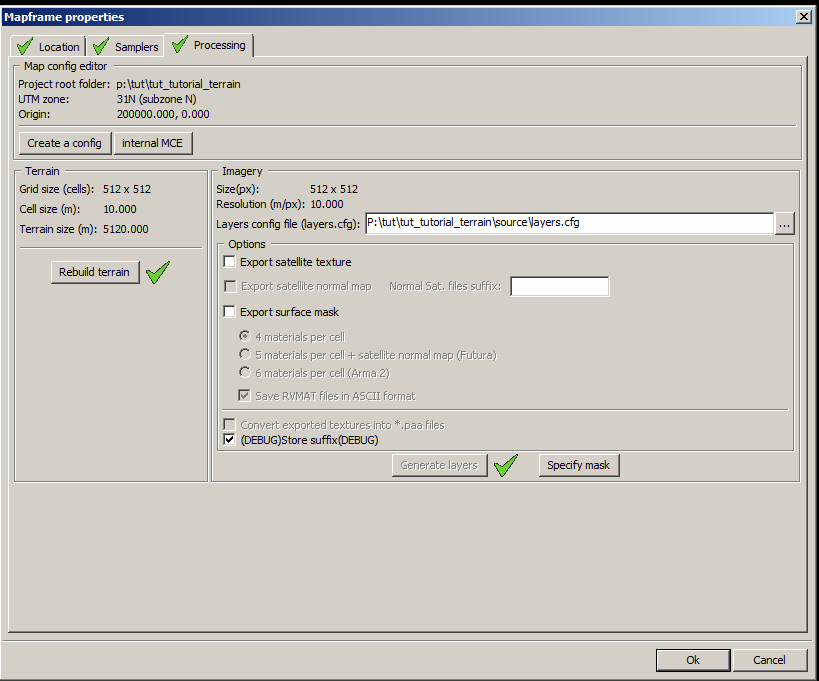 Mapframe properties
Location
Samplers
Processing
Map config editor
Project root folder: p:\tut\tut_tutorial_terrain
UTM zone: 31N (subzone N)
Origin: 200000.000, 0.000
Create a config
internal MCE
Terrain
Grid size (cells): 512 x 512
Cell size (m): 10.000
Terrain size (m): 5120.000
Rebuild terrain
Imagery
Size(px): 512 x 512
Resolution (m/px): 10.000
Layers config file (layers.cfg): P:\tut\tut_tutorial_terrain\source\layers.cfg ...
Options
Export satellite texture
Export satellite normal map Normal Sat. files suffix:
Export surface mask
4 materials per cell
5 materials per cell + satellite normal map (Futura)
6 materials per cell (Arma 2)
Save RVMAT files in ASCII format
Convert exported textures into *.paa files
(DEBUG)Store suffix(DEBUG)
Generate layers
Specify mask
Ok
Cancel